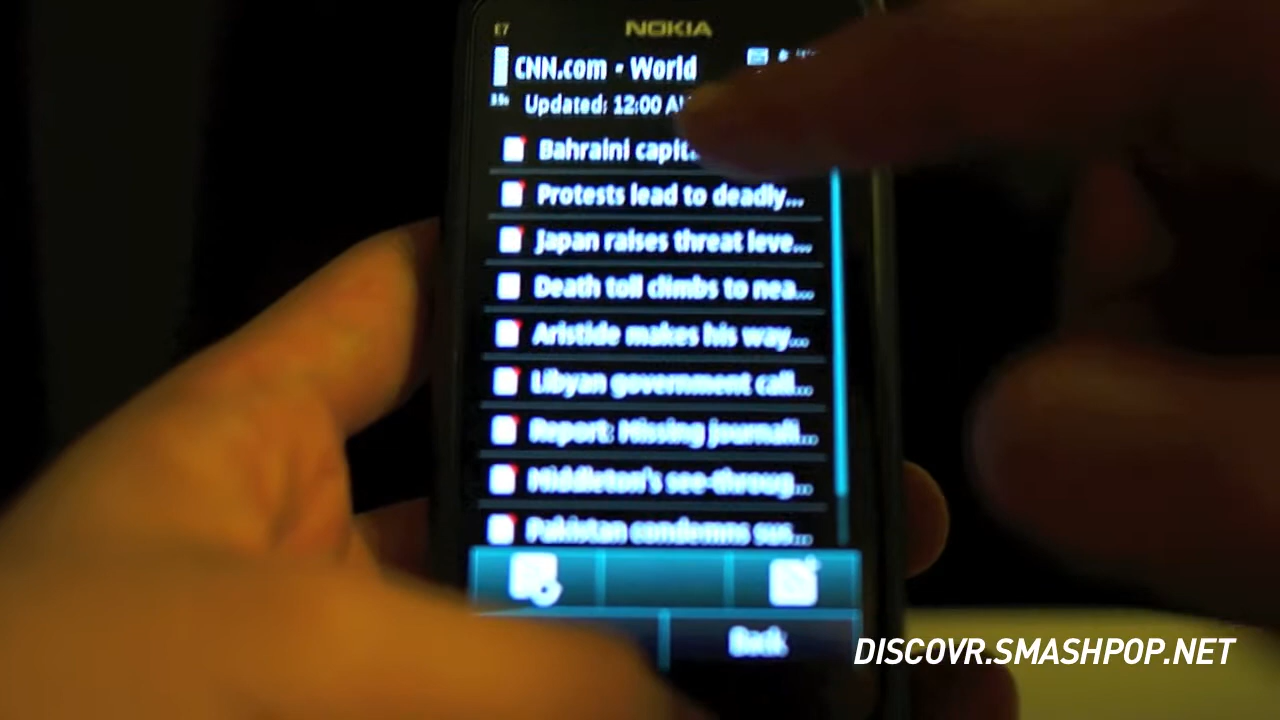 E7
NOKIA
CNN.com - World
Updated: 12:00
Bahraini
Protests lead to deadly...
Japan raises threat leve...
Death toll climbs to nea...
Aristide makes his way...
Libyan government call...
Report: Missing journali...
Middleton's see-throug...
Pakistan condemns sus...
Back
DISCOVR.SMASHPOP.NET